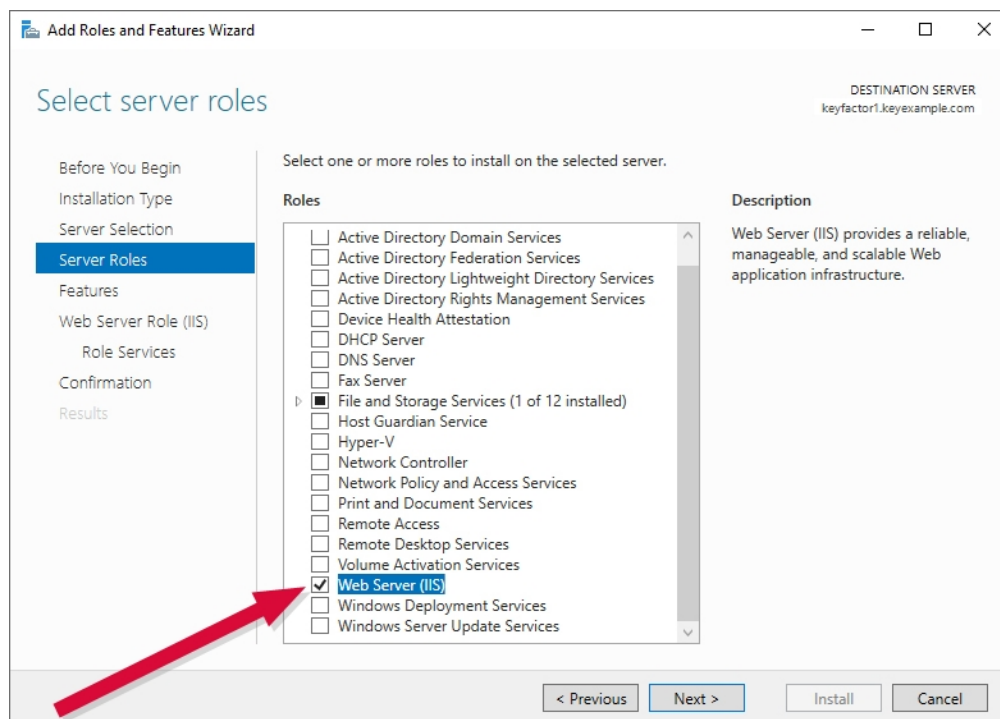 Add Roles and Features Wizard
Select server roles
DESTINATION SERVER
keyfactor1.keyexample.com
Before You Begin
Installation Type
Server Selection
Server Roles
Features
Web Server Role (IIS)
Role Services
Confirmation
Results
Select one or more roles to install on the selected server.
Roles
Active Directory Domain Services
Active Directory Federation Services
Active Directory Lightweight Directory Services
Active Directory Rights Management Services
Device Health Attestation
DHCP Server
DNS Server
Fax Server
File and Storage Services (1 of 12 installed)
Host Guardian Service
Hyper-V
Network Controller
Network Policy and Access Services
Print and Document Services
Remote Access
Remote Desktop Services
Volume Activation Services
Web Server (IIS)
Windows Deployment Services
Windows Server Update Services
Description
Web Server (IIS) provides a reliable,
manageable, and scalable Web
application infrastructure.
< Previous
Next >
Install
Cancel